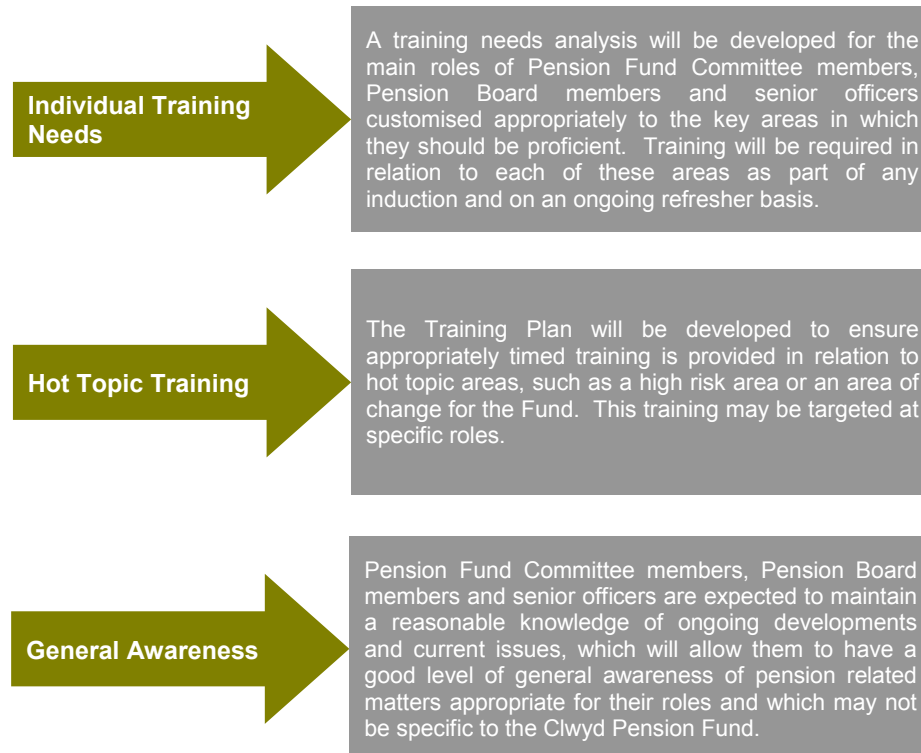 Individual Training
Needs
A training needs analysis will be developed for the
main roles of Pension Fund Committee members,
Pension Board members and senior officers
customised appropriately to the key areas in which
they should be proficient. Training will be required in
relation to each of these areas as part of any
induction and on an ongoing refresher basis.
Hot Topic Training
The Training Plan will be developed to ensure
appropriately timed training is provided in relation to
hot topic areas, such as a high risk area or an area of
change for the Fund. This training may be targeted at
specific roles.
General Awareness
Pension Fund Committee members, Pension Board
members and senior officers are expected to maintain
a reasonable knowledge of ongoing developments
and current issues, which will allow them to have a
good level of general awareness of pension related
matters appropriate for their roles and which may not
be specific to the Clwyd Pension Fund.